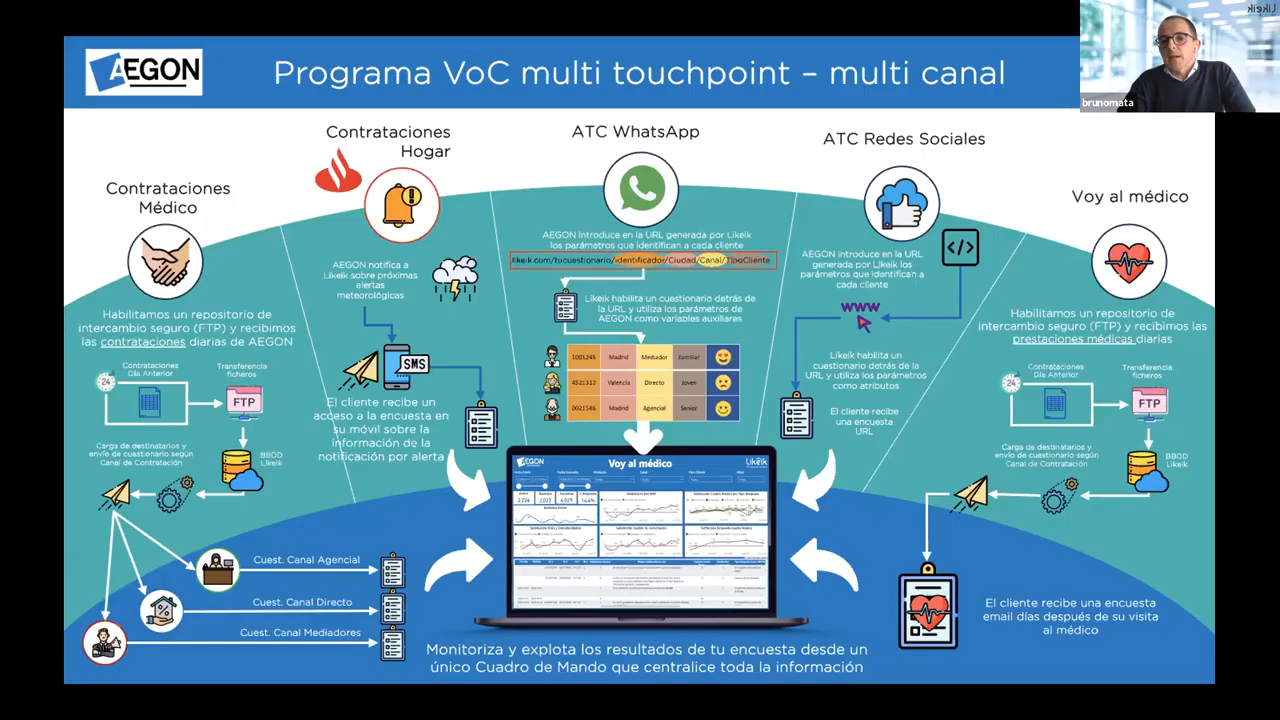 Likeik
brunomata
AEGON
Programa VoC multi touchpoint – multi canal
Contrataciones
Médico
Habilitamos un repositorio de
intercambio seguro (FTP) y recibimos
las contrataciones diarias de AEGON
Contrataciones
Día Anterior
Transferencia
ficheros
24
FTP
Carga de destinatarios y
envío de cuestionario según
Canal de Contratación
BBDD
Likeik
Cuest. Canal Agencial
Cuest. Canal Directo
Cuest. Canal Mediadores
Contrataciones
Hogar
AEGON notifica a
Likeik sobre próximas
alertas
meteorológicas
SMS
El cliente recibe un
acceso a la encuesta en
su móvil sobre la
información de la
notificación por alerta
ATC WhatsApp
AEGON Introduce en la URL generada por Likeik
los parámetros que identifican a cada cliente
likeik.com/tucuestionario/identificador/Ciudad/Canal/TipoCliente
Likeik habilita un cuestionario detrás de
la URL y utiliza los parámetros de
AEGON como variables auxiliares
1001245 Madrid Mediador Familiar
4521312 Valencia Directo Joven
0021546 Madrid Agencial Senior
AEGON
Voy al médico
Likeik
Monitoriza y explota los resultados de tu encuesta desde un
único Cuadro de Mando que centralice toda la información
ATC Redes Sociales
AEGON Introduce en la URL
generada por Likeik los
parámetros que identifican a
cada cliente
</>
WWW
Likeik habilita un
cuestionario detrás de la
URL y utiliza los parámetros
como atributos
El cliente recibe
una encuesta
URL
Voy al médico
Habilitamos un repositorio de
intercambio seguro (FTP) y recibimos las
prestaciones médicas diarias
Contrataciones
Día Anterior
Transferencia
ficheros
24
FTP
Carga de destinatarios y
envío de cuestionario según
Canal de Contratación
BBDD
Likeik
El cliente recibe una encuesta
email días después de su visita
al médico